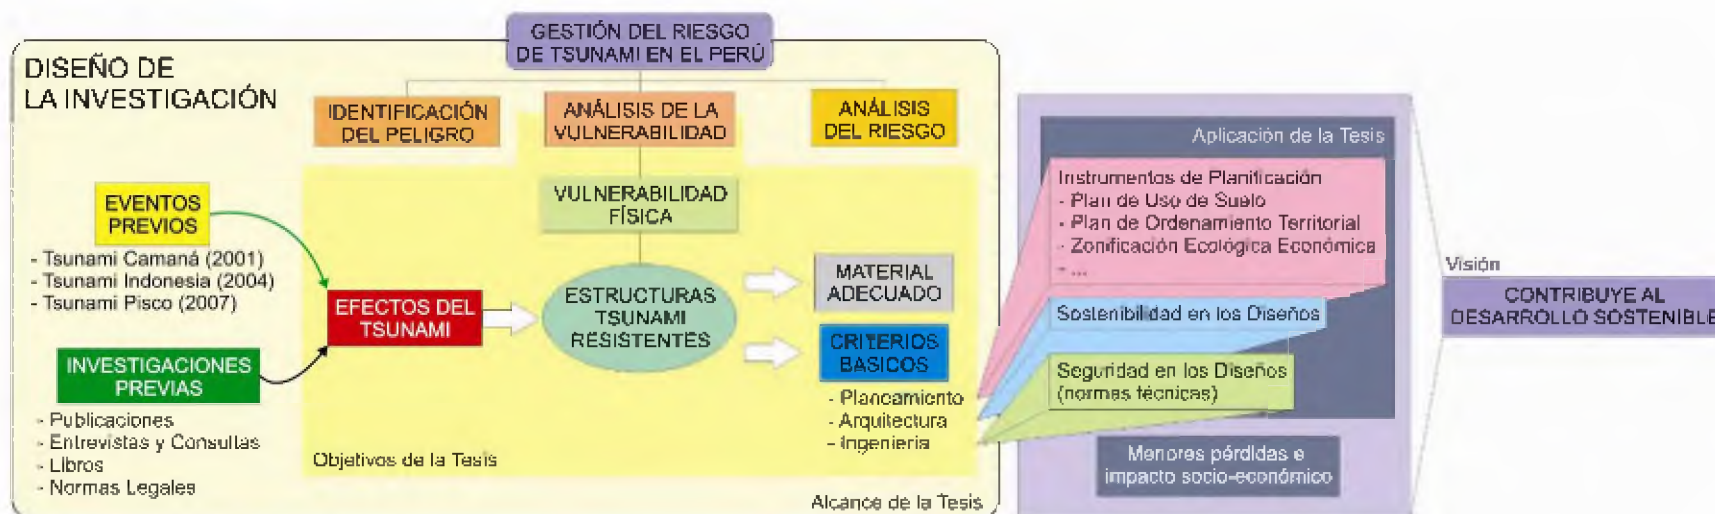 GESTIÓN DEL RIESGO
DE TSUNAMI EN EL PERÚ
DISEÑO DE
LA INVESTIGACIÓN
IDENTIFICACIÓN
DEL PELIGRO
ANÁLISIS DE LA
VULNERABILIDAD
ANÁLISIS
DEL RIESGO
VULNERABILIDAD
FÍSICA
EVENTOS
PREVIOS
- Tsunami Camaná (2001)
- Tsunami Indonesia (2004)
- Tsunami Pisco (2007)
EFECTOS DEL
TSUNAMI
ESTRUCTURAS
TSUNAMI
RESISTENTES
MATERIAL
ADECUADO
CRITERIOS
BASICOS
- Planeamiento
- Arquitectura
- Ingeniería
INVESTIGACIONES
PREVIAS
- Publicaciones
- Entrevistas y Consultas
- Libros
- Normas Legales
Objetivos de la Tesis
Alcance de la Tesis
Aplicación de la Tesis
Instrumentos de Planificación
- Plan de Uso de Suelo
- Plan de Ordenamiento Territorial
- Zonificación Ecológica Económica
- ...
Sostenibilidad en los Diseños
Seguridad en los Diseños
(normas técnicas)
Menores pérdidas e
impacto socio-económico
Visión
CONTRIBUYE AL
DESARROLLO SOSTENIBLE